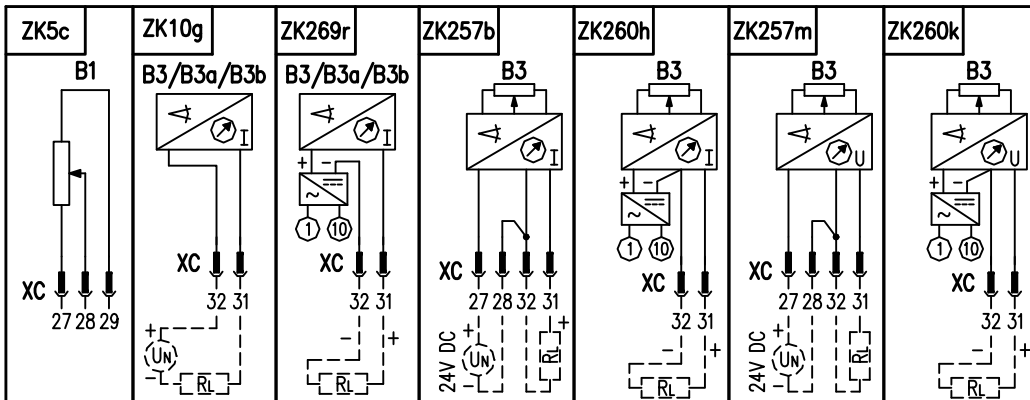 ZK5c ZK10g ZK269r ZK257b ZK260h ZK257m ZK260k
B1 B3/B3a/B3b B3/B3a/B3b B3 B3 B3 B3
I I I I U U
+ - + - + -
~ ~ ~
1 10 1 10 1 10
XC XC XC XC XC XC XC
27 28 29 32 31 32 31 27 28 32 31 32 31 27 28 32 31 32 31
+ UN - RL
- + RL
24V DC + UN - RL +
- + RL
24V DC + UN - RL
- + RL